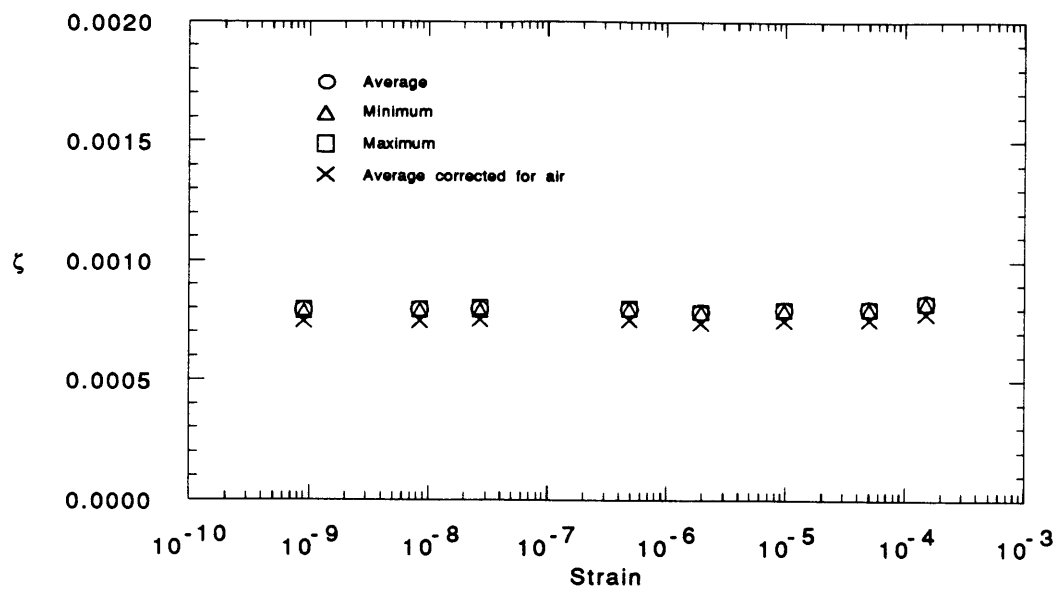 0.0020
Average
Minimum
0.0015
Maximum
Average corrected for air
ζ 0.0010
0.0005
0.0000
10-10 10-9 10-8 10-7 10-6 10-5 10-4 10-3
Strain